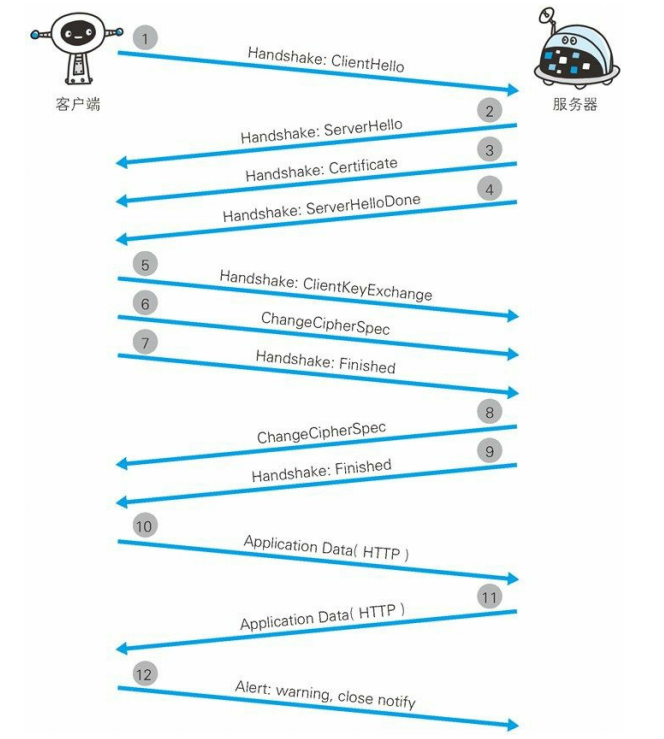 1
Handshake: ClientHello
客户端
服务器
2
Handshake: ServerHello
3
Handshake: Certificate
4
Handshake: ServerHelloDone
5
Handshake: ClientKeyExchange
6
ChangeCipherSpec
7
Handshake: Finished
8
ChangeCipherSpec
9
Handshake: Finished
10
Application Data( HTTP )
11
Application Data( HTTP )
12
Alert: warning, close notify